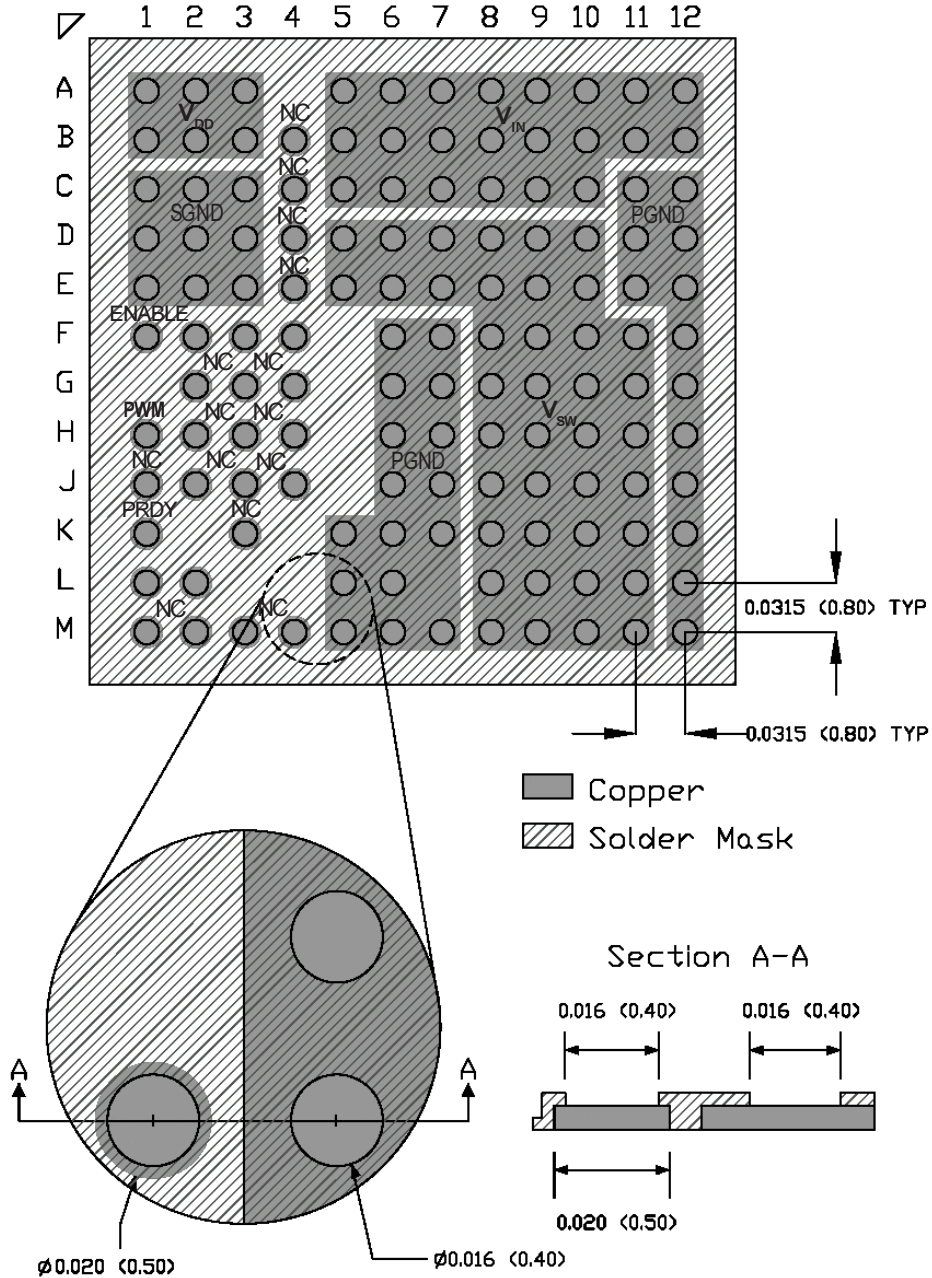 1 2 3 4 5 6 7 8 9 10 11 12
A
V DD
NC
V IN
B
NC
C
SGND
NC
PGND
D
NC
E
ENABLE
F
NC NC
G
PWM
NC NC
V SW
H
NC
NC NC
PGND
J
PRDY
NC
K
L
NC
NC
0.0315 (0.80) TYP
M
0.0315 (0.80) TYP
Copper
Solder Mask
Section A-A
0.016 (0.40) 0.016 (0.40)
A A
0.020 (0.50)
Ø0.020 (0.50)
Ø0.016 (0.40)